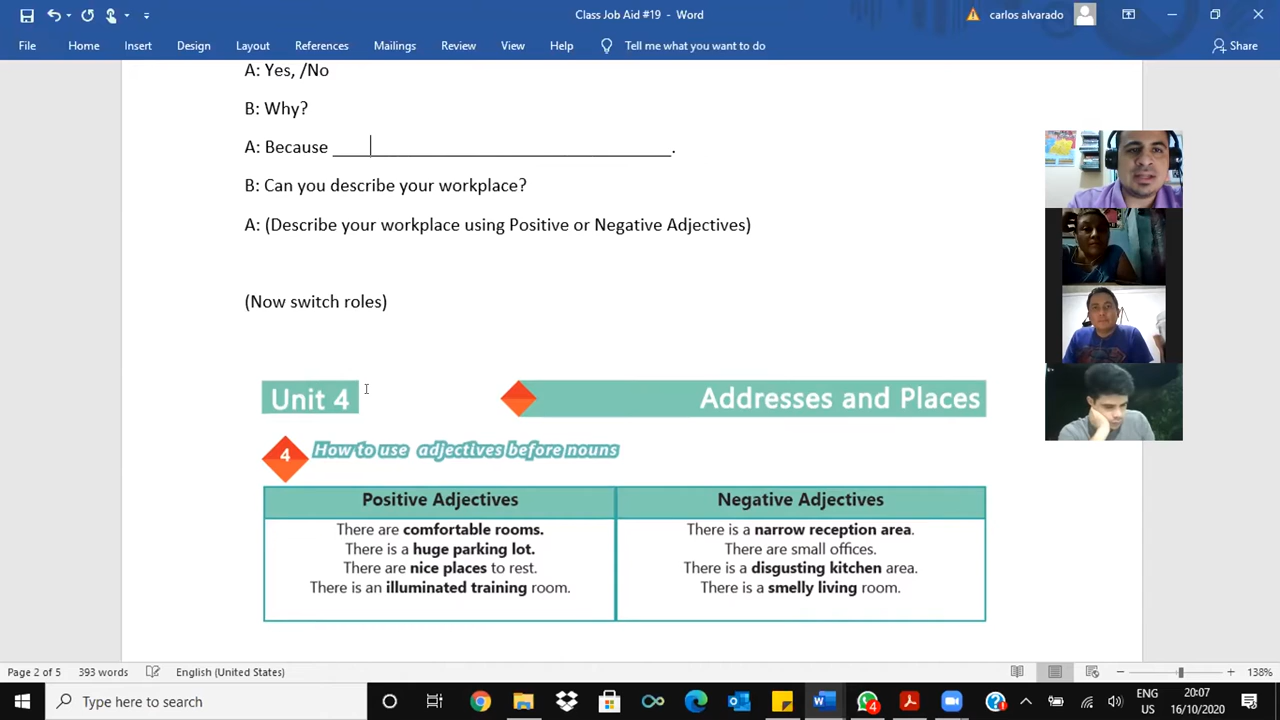 Class Job Aid #19 - Word
carlos alvarado
File Home Insert Design Layout References Mailings Review View Help Tell me what you want to do Share
A: Yes, /No
B: Why?
A: Because ____________________.
B: Can you describe your workplace?
A: (Describe your workplace using Positive or Negative Adjectives)
(Now switch roles)
Unit 4
Addresses and Places
4 How to use adjectives before nouns
Positive Adjectives
There are comfortable rooms.
There is a huge parking lot.
There are nice places to rest.
There is an illuminated training room.
Negative Adjectives
There is a narrow reception area.
There are small offices.
There is a disgusting kitchen area.
There is a smelly living room.
Page 2 of 5 393 words English (United States) 138%
Type here to search
4
ENG
US
20:07
16/10/2020